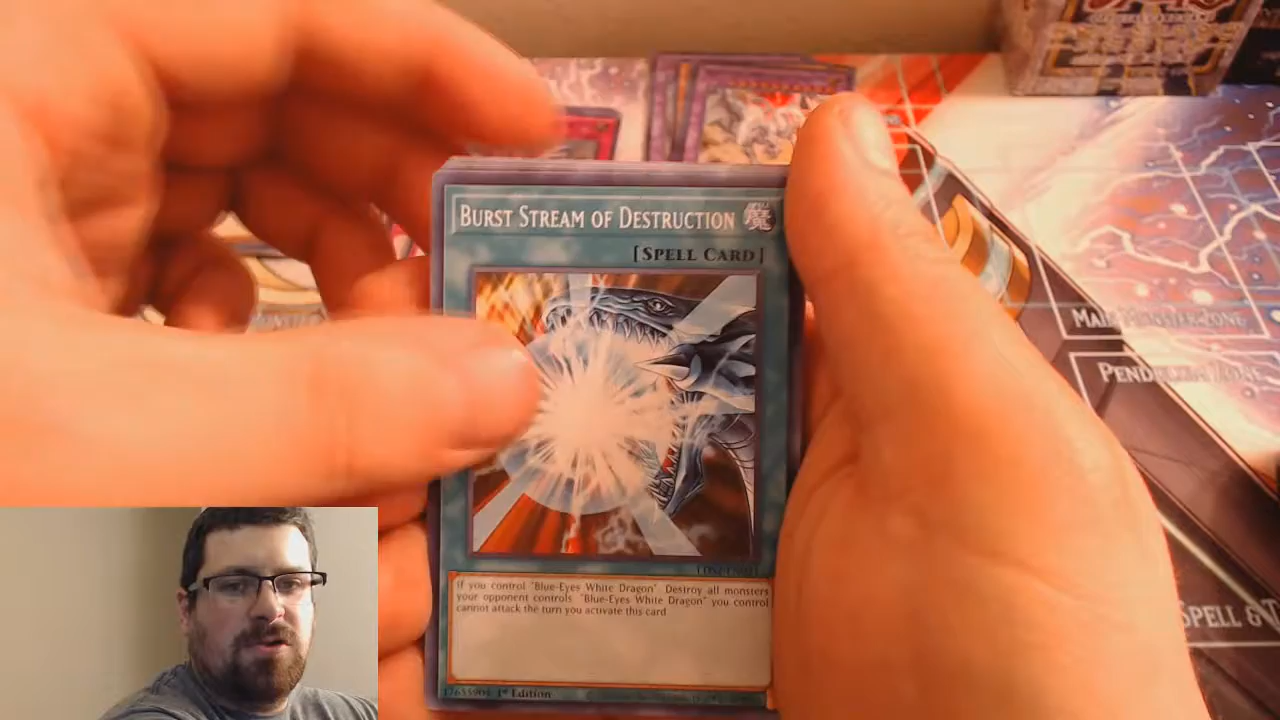 BURST STREAM OF DESTRUCTION 魔
[SPELL CARD]
If you control "Blue-Eyes White Dragon": Destroy all monsters
your opponent controls. "Blue-Eyes White Dragon" you control
cannot attack the turn you activate this card.
17655904 1st Edition
MAIN MONSTER ZONE
PENDULUM ZONE
SPELL &